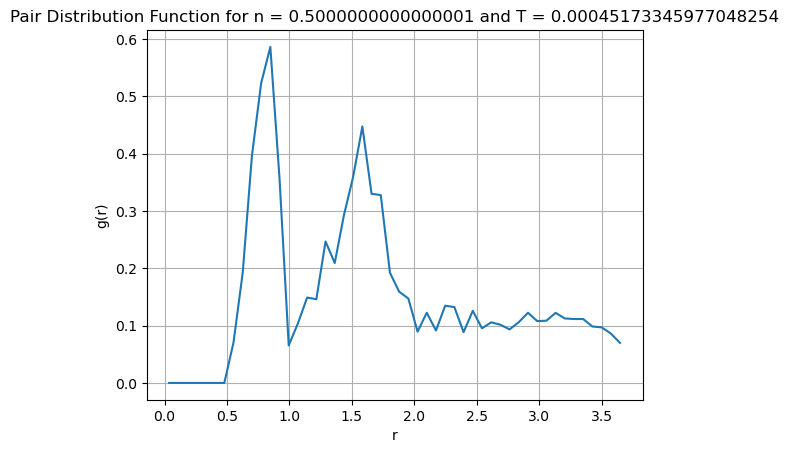 Pair Distribution Function for n = 0.5000000000000001 and T = 0.00045173345977048254
0.6
0.5
0.4
0.3
0.2
0.1
0.0
g(r)
0.0 0.5 1.0 1.5 2.0 2.5 3.0 3.5
r